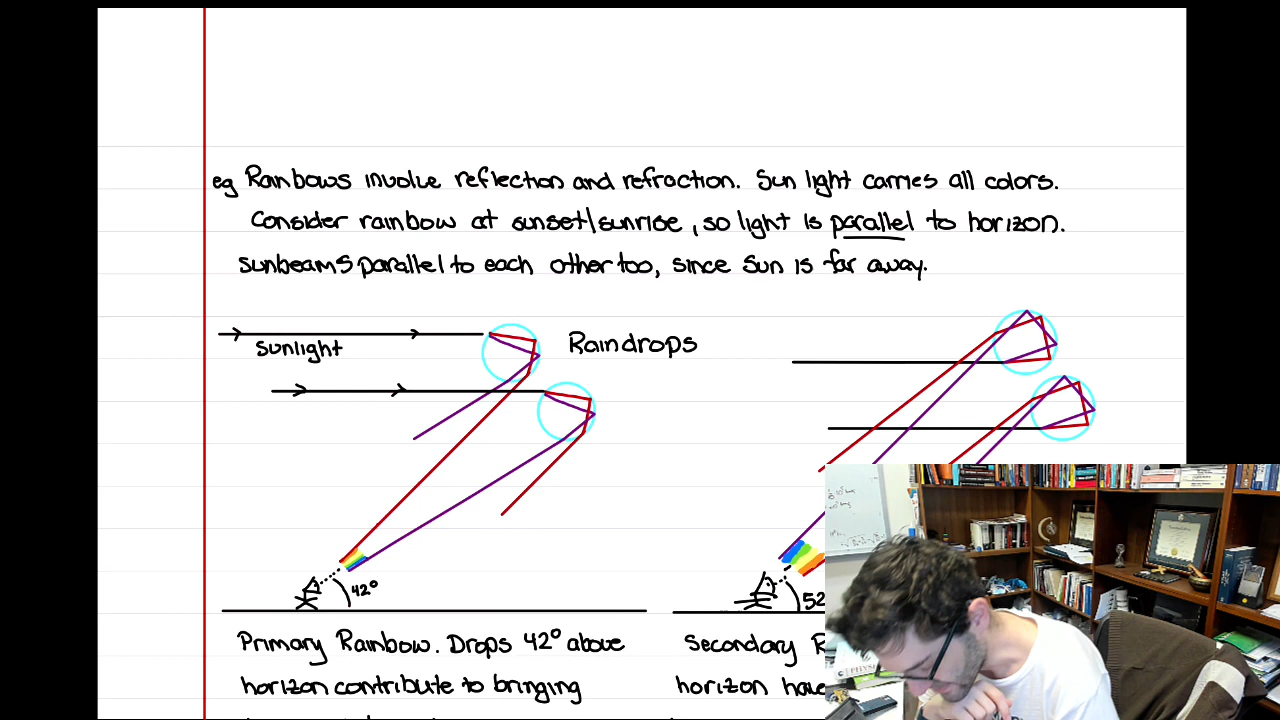 eg Rainbows involve reflection and refraction. Sun light carries all colors.
Consider rainbow at sunset/sunrise, so light is parallel to horizon.
Sunbeams parallel to each other too, since Sun is far away.
Sunlight
Raindrops
42°
52
Primary Rainbow. Drops 42° above
horizon contribute to bringing
Secondary R
horizon have